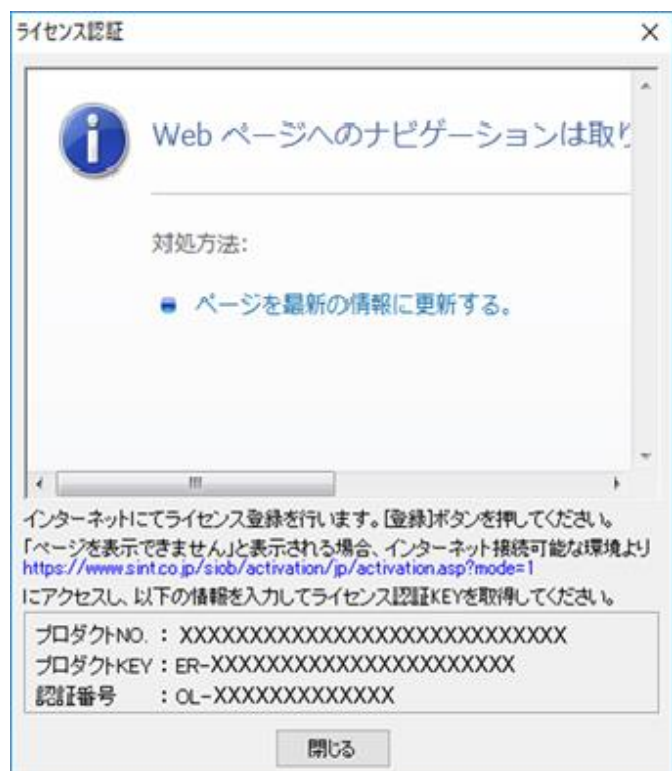 ライセンス認証
Web ページへのナビゲーションは取り
対処方法:
ページを最新の情報に更新する。
インターネットにてライセンス登録を行います。[登録]ボタンを押してください。
「ページを表示できません」と表示される場合、インターネット接続可能な環境より
https://www.sint.co.jp/siob/activation/jp/activation.asp?mode=1
にアクセスし、以下の情報を入力してライセンス認証KEYを取得してください。
プロダクトNO. : XXXXXXXXXXXXXXXXXXXXXXXXXXXXX
プロダクトKEY : ER-XXXXXXXXXXXXXXXXXXXXXXX
認証番号 : OL-XXXXXXXXXXXXX
閉じる